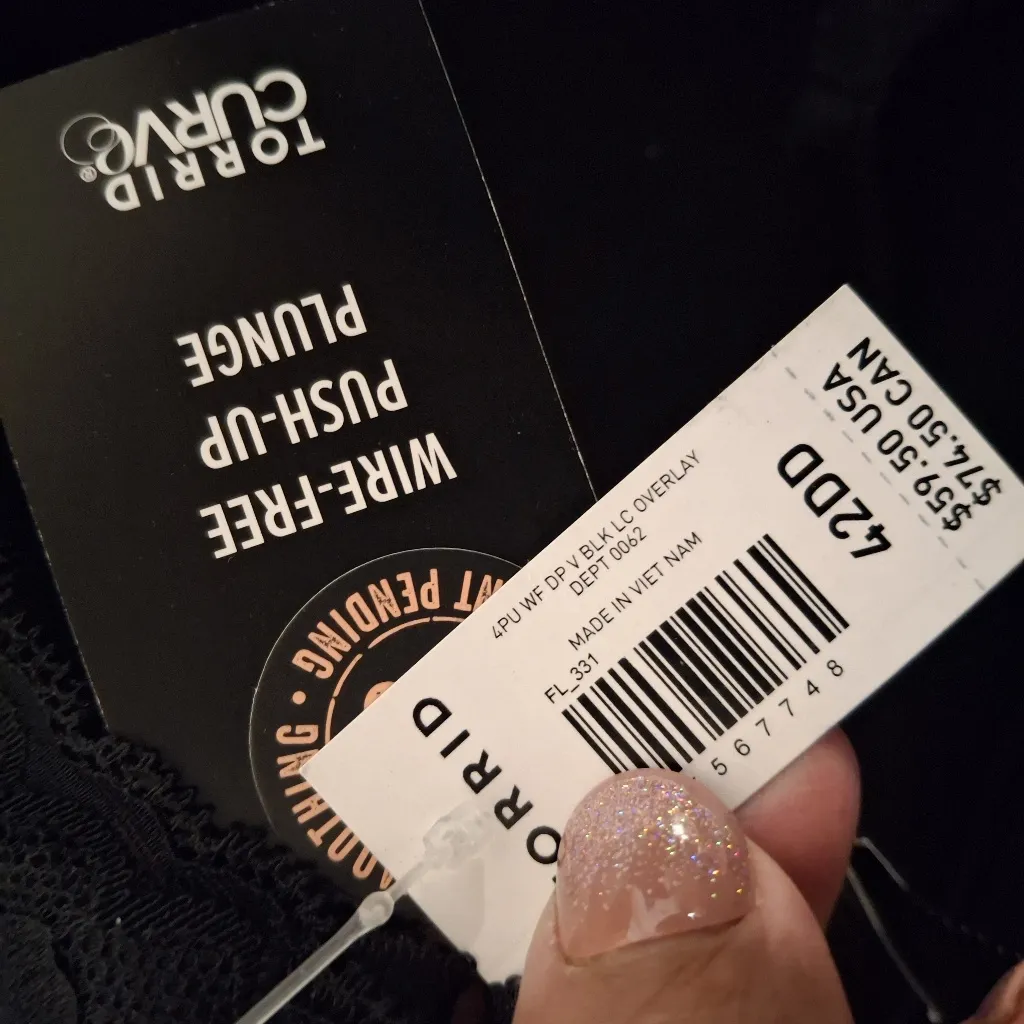 TORRID
CURVE®
WIRE-FREE
PUSH-UP
PLUNGE
PENDING •
$59.50 USA
$74.50 CAN
42DD
4PU WF DP V BLK LC OVERLAY
DEPT 0062
MADE IN VIET NAM
FL_331
567748
TORRID